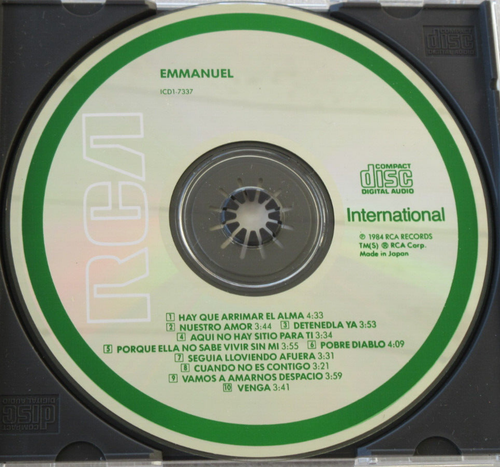 EMMANUEL
ICD1-7337
RCA
COMPACT
disc
DIGITAL AUDIO
International
℗ 1984 RCA RECORDS
TM(S) ® RCA Corp.
Made in Japan
1 HAY QUE ARRIMAR EL ALMA 4:33
2 NUESTRO AMOR 3:44 3 DETENEDLA YA 3:53
4 AQUI NO HAY SITIO PARA TI 3:34
5 PORQUE ELLA NO SABE VIVIR SIN MI 3:55 6 POBRE DIABLO 4:09
7 SEGUIA LLOVIENDO AFUERA 3:31
8 CUANDO NO ES CONTIGO 3:21
9 VAMOS A AMARNOS DESPACIO 3:59
10 VENGA 3:41